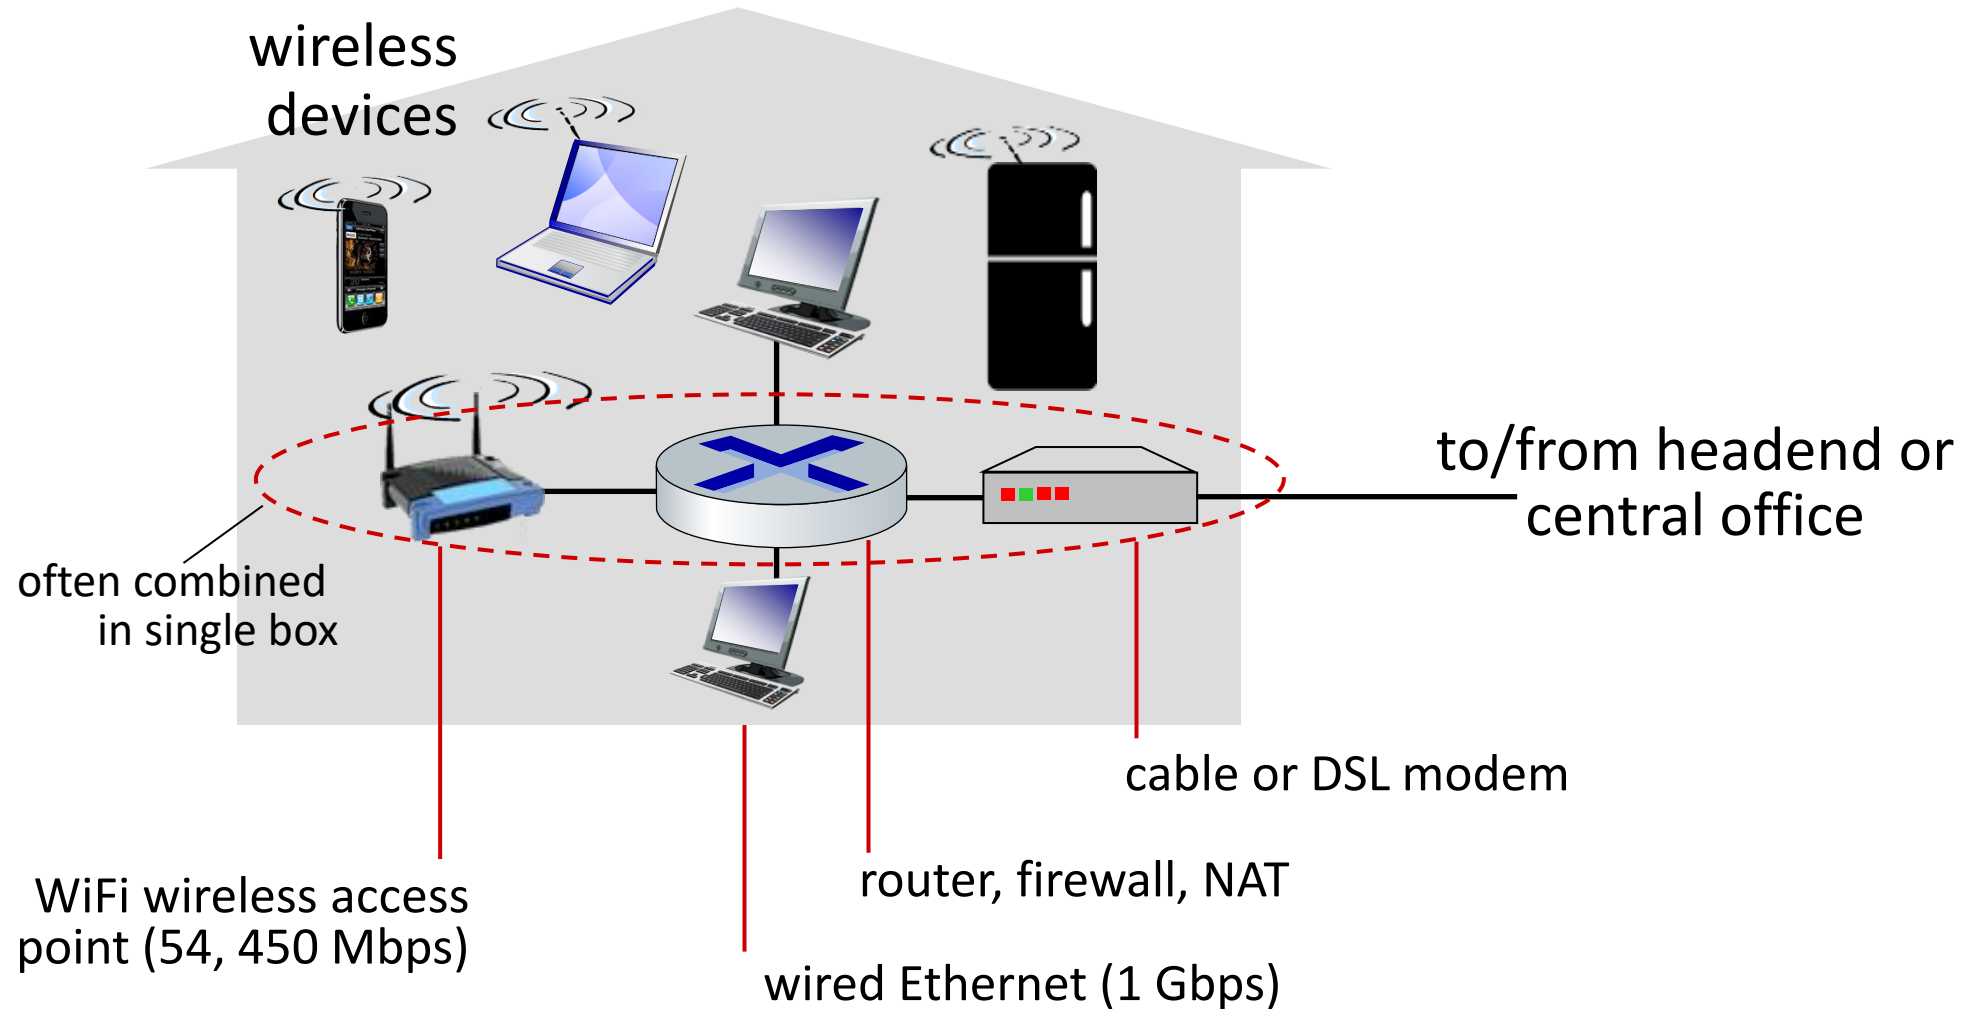 wireless
devices
to/from headend or
central office
often combined
in single box
cable or DSL modem
router, firewall, NAT
WiFi wireless access
point (54, 450 Mbps)
wired Ethernet (1 Gbps)